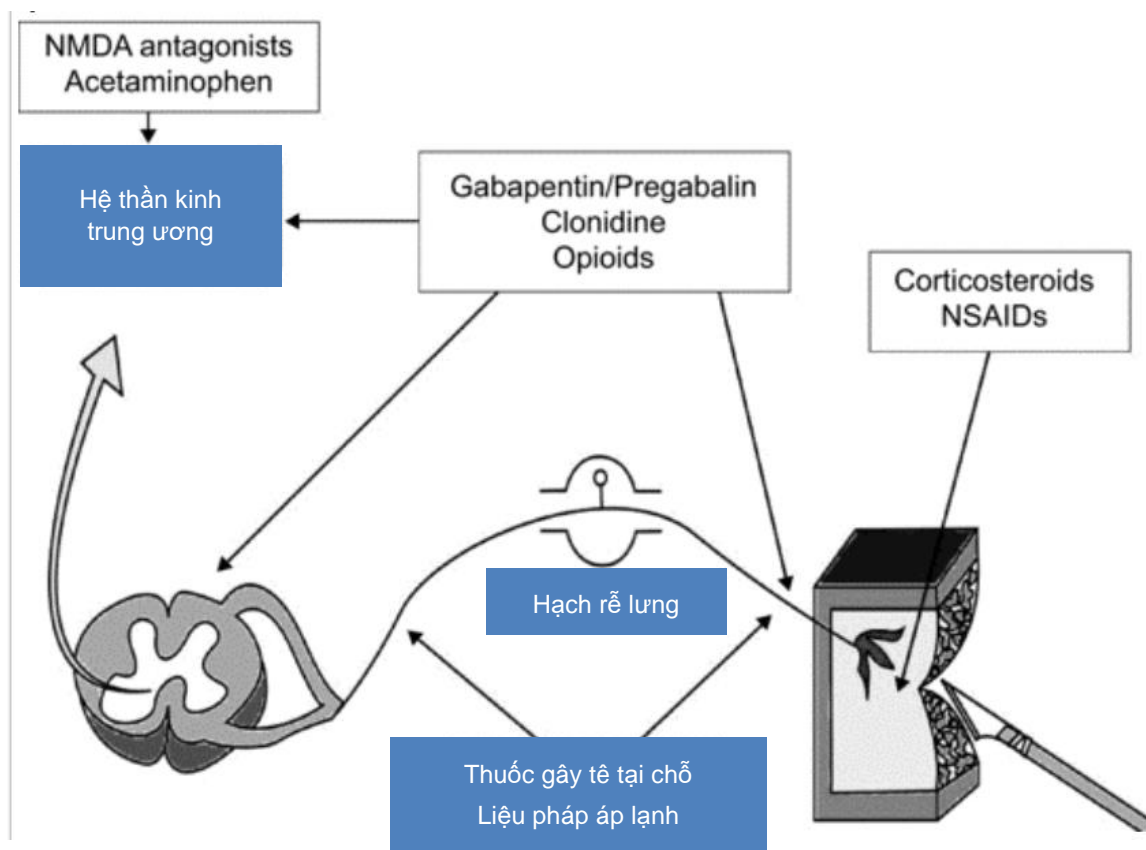 NMDA antagonists
Acetaminophen
Hệ thần kinh
trung ương
Gabapentin/Pregabalin
Clonidine
Opioids
Corticosteroids
NSAIDs
Hạch rễ lưng
Thuốc gây tê tại chỗ
Liệu pháp áp lạnh